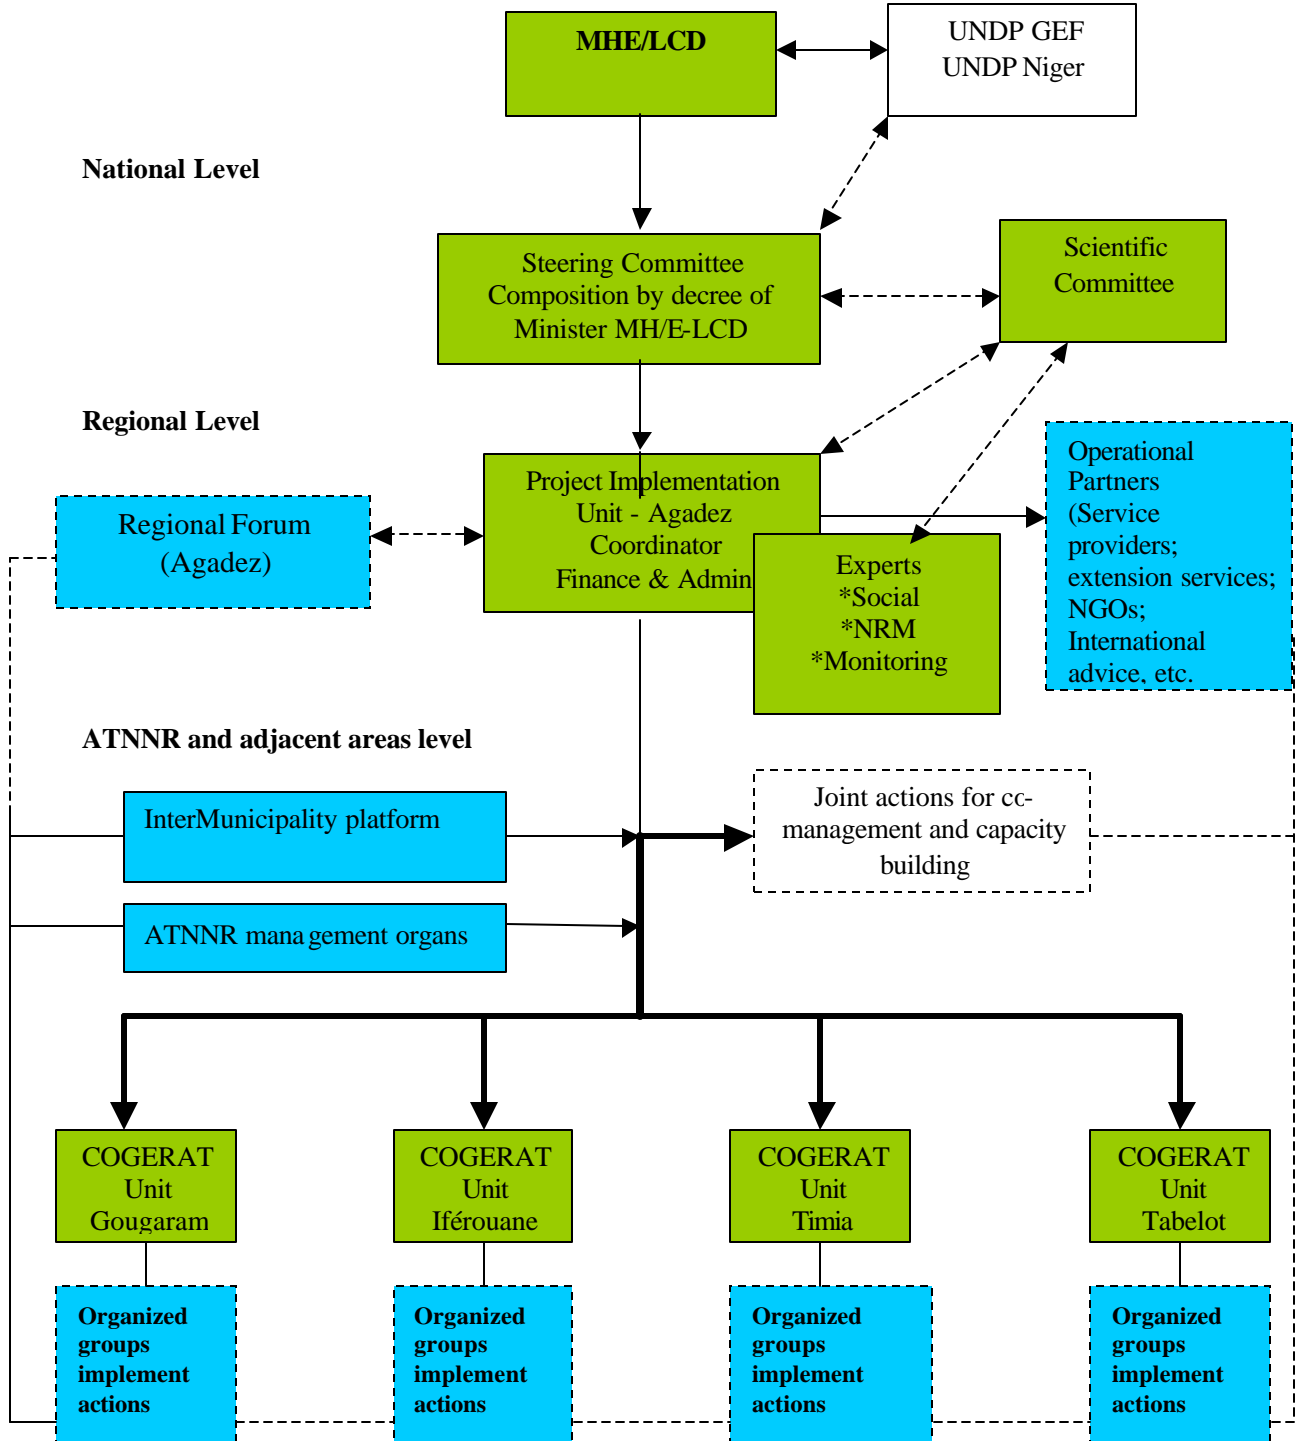 MHE/LCD
UNDP GEF
UNDP Niger
National Level
Steering Committee
Composition by decree of
Minister MH/E-LCD
Scientific
Committee
Regional Level
Regional Forum
(Agadez)
Project Implementation
Unit - Agadez
Coordinator
Finance & Admin
Experts
*Social
*NRM
*Monitoring
Operational
Partners
(Service
providers;
extension services;
NGOs;
International
advice, etc.
ATNNR and adjacent areas level
InterMunicipality platform
Joint actions for co-
management and capacity
building
ATNNR management organs
COGERAT
Unit
Gougaram
COGERAT
Unit
Iférouane
COGERAT
Unit
Timia
COGERAT
Unit
Tabelot
Organized
groups
implement
actions
Organized
groups
implement
actions
Organized
groups
implement
actions
Organized
groups
implement
actions